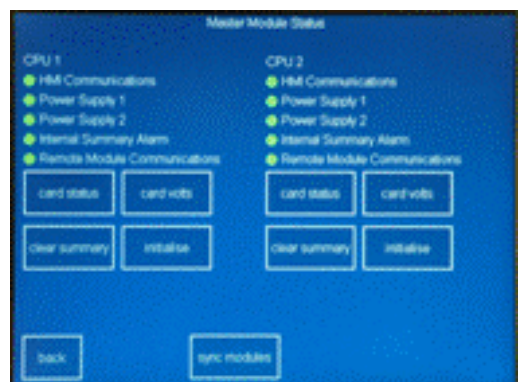 Master Module Status
CPU 1
HMI Communications
Power Supply 1
Power Supply 2
Internal Summary Alarm
Remote Module Communications
card status
card volts
clear summary
initialise
CPU 2
HMI Communications
Power Supply 1
Power Supply 2
Internal Summary Alarm
Remote Module Communications
card status
card volts
clear summary
initialise
back
sync modules